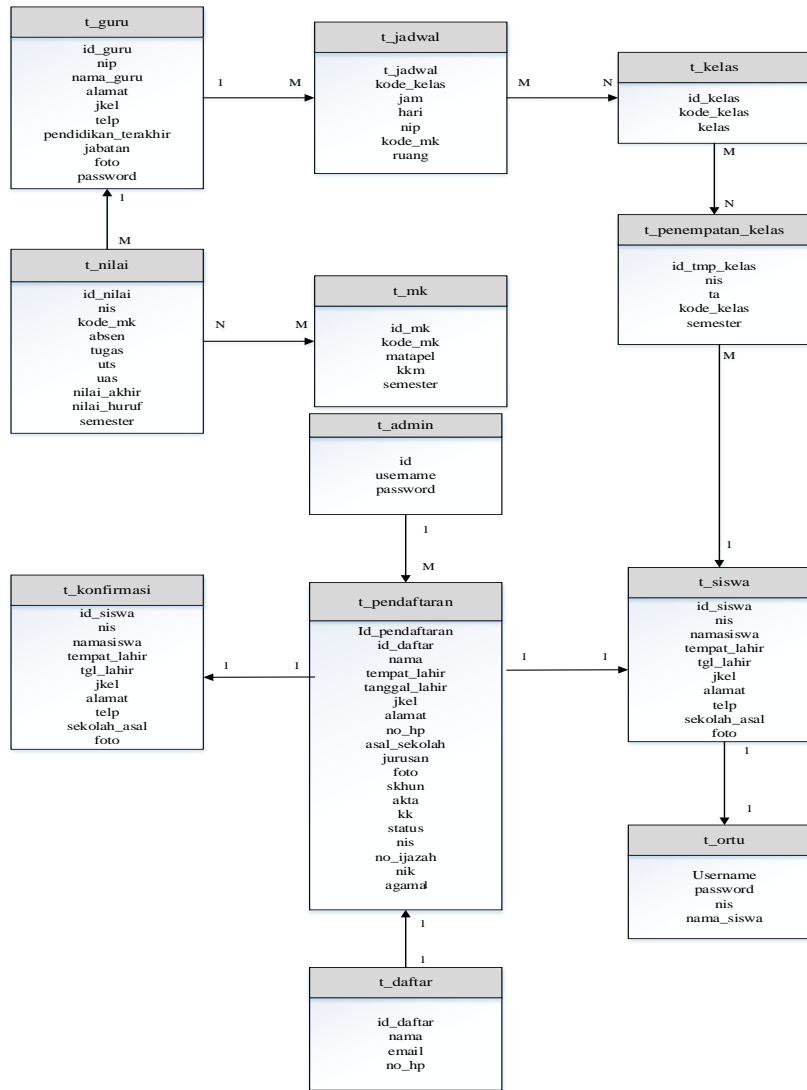 t_guru
id_guru
nip
nama_guru
alamat
jkel
telp
pendidikan_terakhir
jabatan
foto
password
1
M
t_jadwal
t_jadwal
kode_kelas
jam
hari
nip
kode_mk
ruang
M
N
t_kelas
id_kelas
kode_kelas
kelas
M
N
1
M
t_nilai
id_nilai
nis
kode_mk
absen
tugas
uts
uas
nilai_akhir
nilai_huruf
semester
N
M
t_mk
id_mk
kode_mk
matapel
kkm
semester
t_penempatan_kelas
id_tmp_kelas
nis
ta
kode_kelas
semester
M
1
t_admin
id
username
password
1
M
t_konfirmasi
id_siswa
nis
namasiswa
tempat_lahir
tgl_lahir
jkel
alamat
telp
sekolah_asal
foto
1
1
t_pendaftaran
Id_pendaftaran
id_daftar
nama
tempat_lahir
tanggal_lahir
jkel
alamat
no_hp
asal_sekolah
jurusan
foto
skhun
akta
kk
status
nis
no_ijazah
nik
agama1
1
1
t_siswa
id_siswa
nis
namasiswa
tempat_lahir
tgl_lahir
jkel
alamat
telp
sekolah_asal
foto
1
1
t_ortu
Username
password
nis
nama_siswa
1
1
t_daftar
id_daftar
nama
email
no_hp